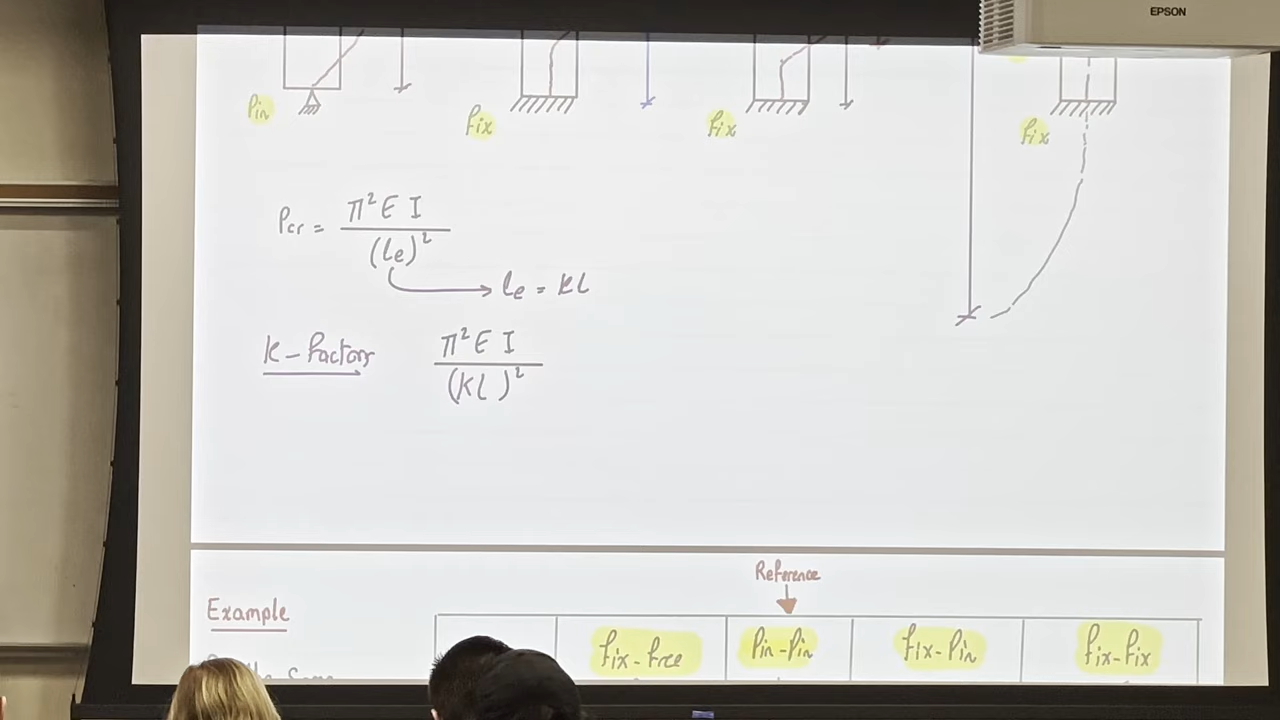 EPSON
Pin
fix
fix
fix
Pcr = π²EI / (le)²
le = KL
K-Factors π²EI / (KL)²
Reference
Example
Fix-Free Pin-Pin Fix-Pin Fix-Fix